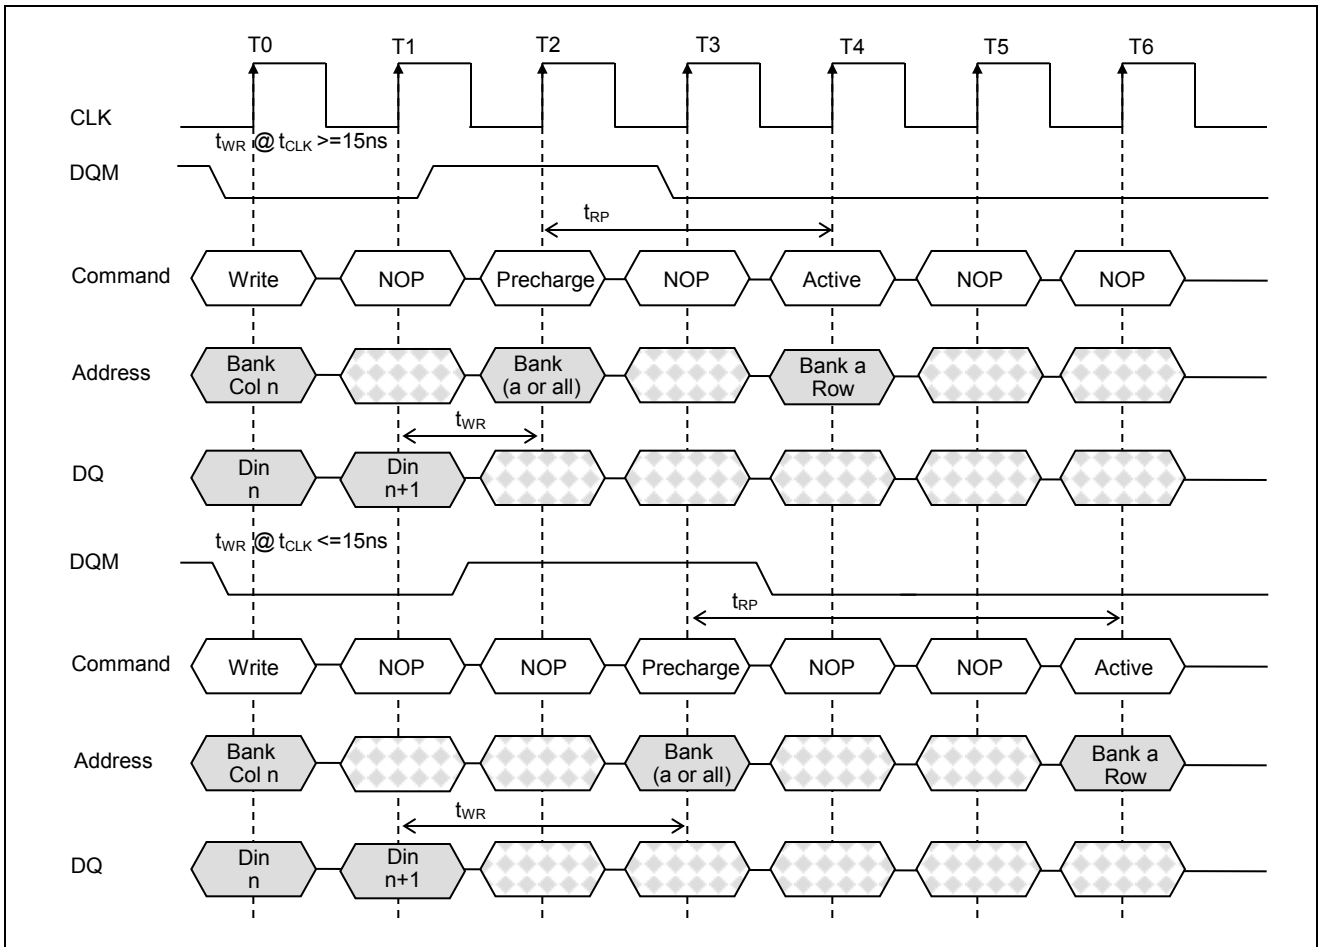 T0 T1 T2 T3 T4 T5 T6
CLK
tWR @ tCLK >=15ns
DQM
tRP
Command Write NOP Precharge NOP Active NOP NOP
Address Bank Col n Bank (a or all) Bank a Row
tWR
DQ Din n Din n+1
tWR @ tCLK <=15ns
DQM
tRP
Command Write NOP NOP Precharge NOP NOP Active
Address Bank Col n Bank (a or all) Bank a Row
tWR
DQ Din n Din n+1